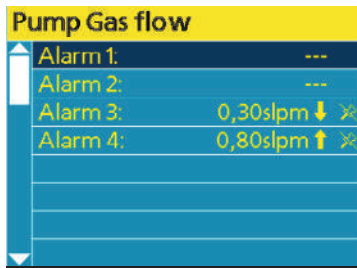 Pump Gas flow
Alarm 1: ---
Alarm 2: ---
Alarm 3: 0,30slpm ⬇
Alarm 4: 0,80slpm ⬆